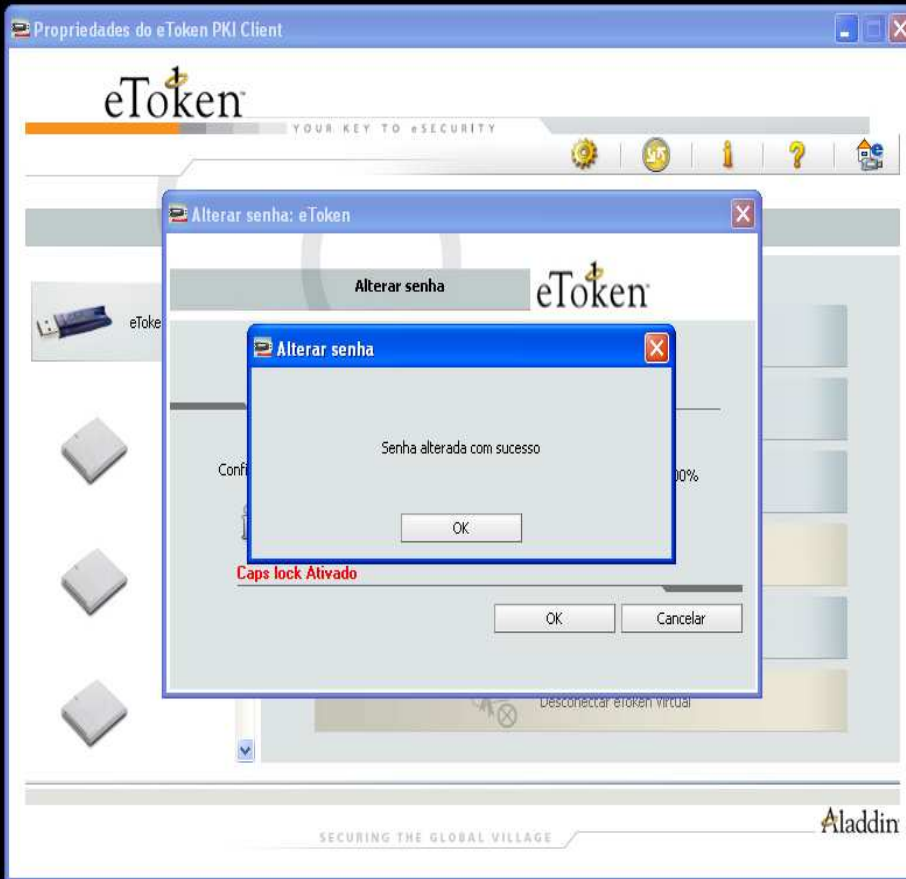 Propriedades do eToken PKI Client
eToken
YOUR KEY TO eSECURITY
Alterar senha: eToken
Alterar senha
eToken
eToke
Alterar senha
Senha alterada com sucesso
Confi
00%
OK
Caps lock Ativado
OK
Cancelar
Desconectar eToken Virtual
Aladdin
SECURING THE GLOBAL VILLAGE